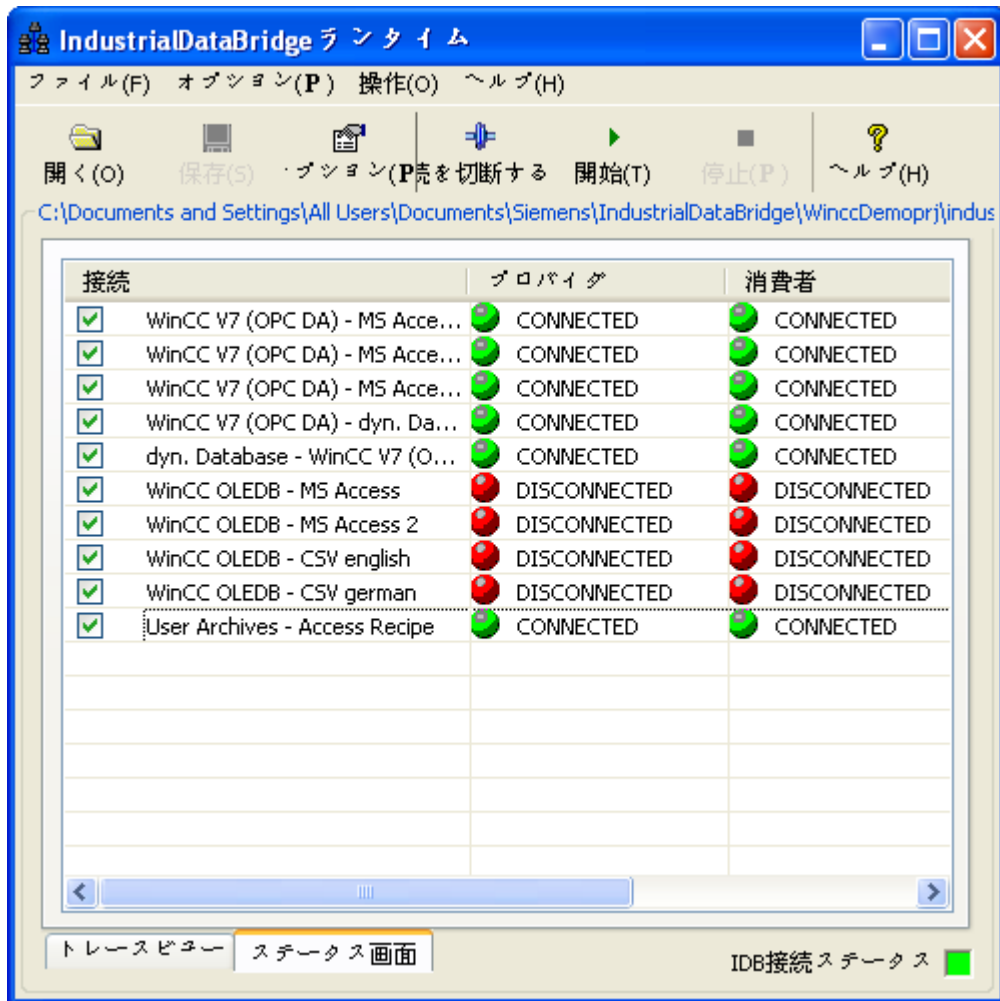 IndustrialDataBridgeランタイム
ファイル(F) オプション(P) 操作(O) ヘルプ(H)
開く(O) 保存(S) プション(P 続を切断する 開始(T) 停止(P) ヘルプ(H)
C:\Documents and Settings\All Users\Documents\Siemens\IndustrialDataBridge\WinccDemoprj\indus
接続 プロバイダ 消費者
WinCC V7 (OPC DA) - MS Acce... CONNECTED CONNECTED
WinCC V7 (OPC DA) - MS Acce... CONNECTED CONNECTED
WinCC V7 (OPC DA) - MS Acce... CONNECTED CONNECTED
WinCC V7 (OPC DA) - dyn. Da... CONNECTED CONNECTED
dyn. Database - WinCC V7 (O... CONNECTED CONNECTED
WinCC OLEDB - MS Access DISCONNECTED DISCONNECTED
WinCC OLEDB - MS Access 2 DISCONNECTED DISCONNECTED
WinCC OLEDB - CSV english DISCONNECTED DISCONNECTED
WinCC OLEDB - CSV german DISCONNECTED DISCONNECTED
User Archives - Access Recipe CONNECTED CONNECTED
トレースビュー ステータス画面
IDB接続ステータス